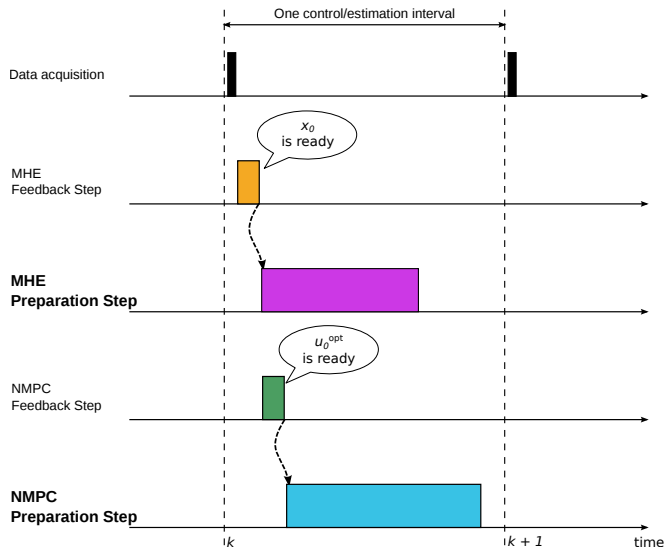 One control/estimation interval
Data acquisition
x₀
is ready
MHE
Feedback Step
MHE
Preparation Step
u₀ᵒᵖᵗ
is ready
NMPC
Feedback Step
NMPC
Preparation Step
k
k + 1
time